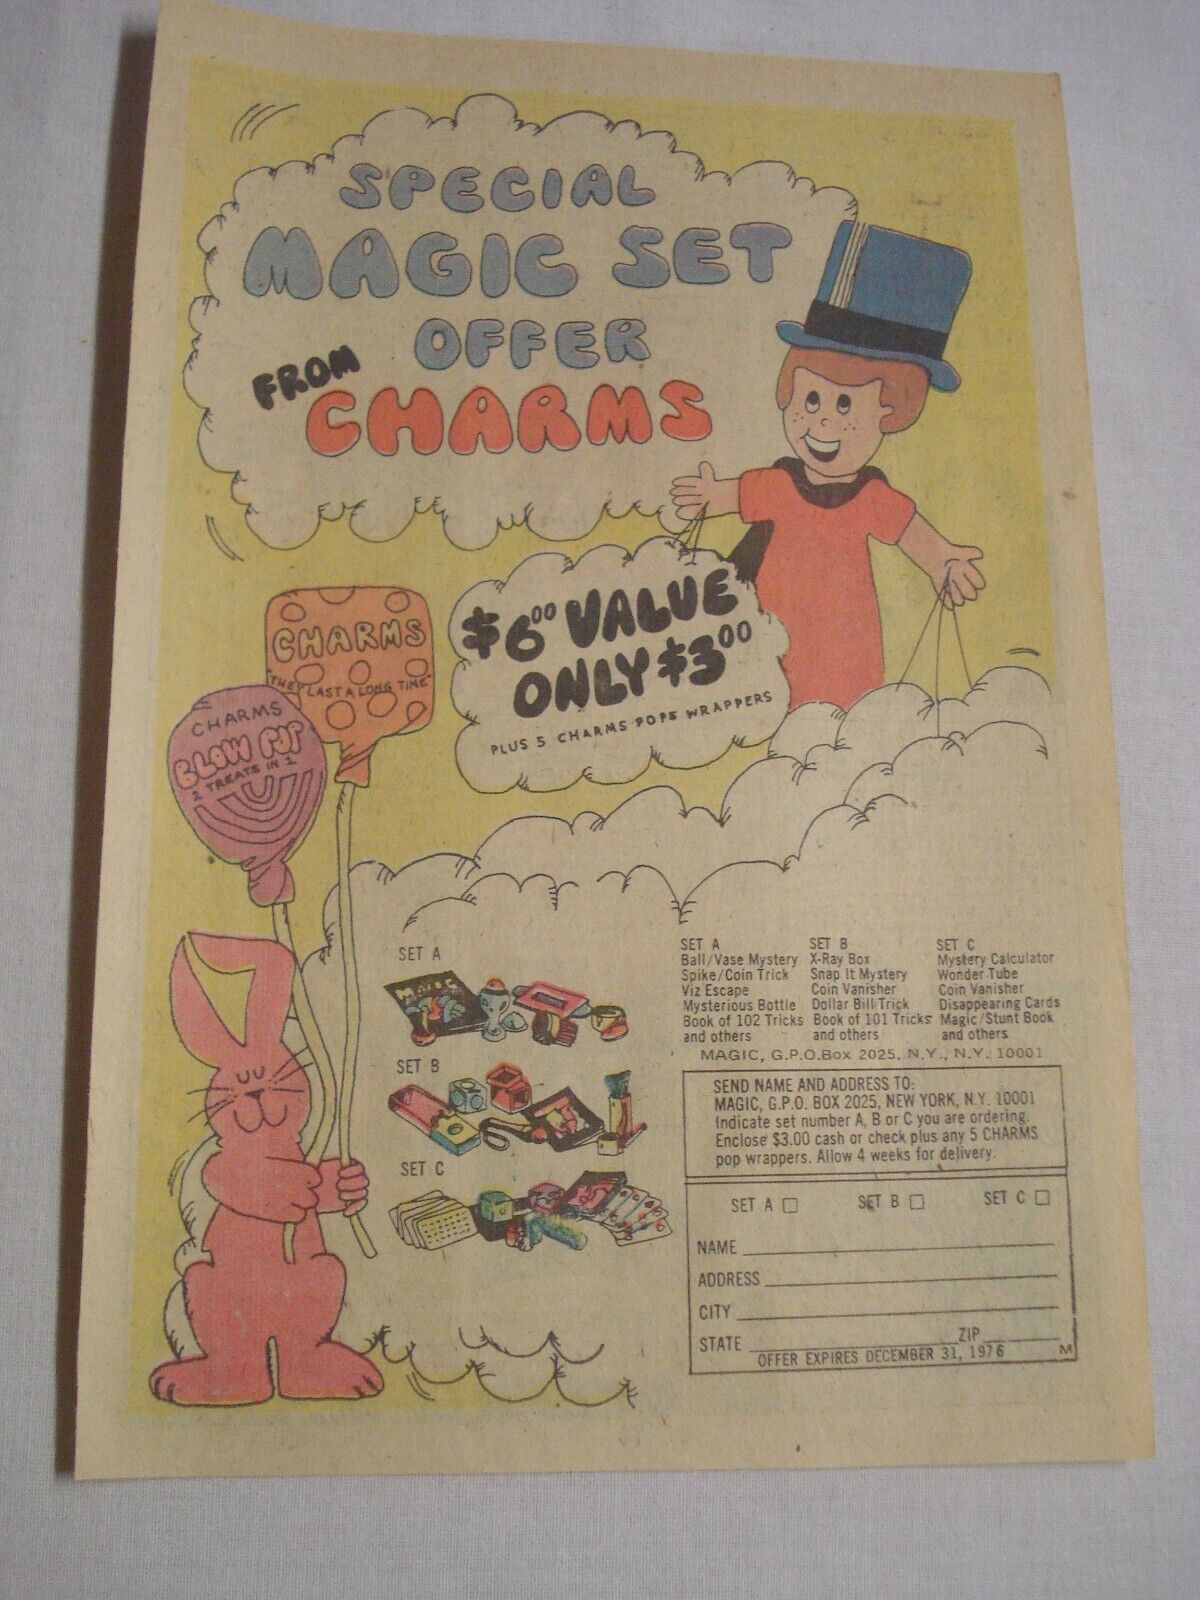 SPECIAL
MAGIC SET
OFFER
FROM
CHARMS
$6.00 VALUE
ONLY $3.00
PLUS 5 CHARMS POPS WRAPPERS
CHARMS
"THEY LAST A LONG TIME"
CHARMS
BLOW POP
2 TREATS IN 1
SET A
MAGIC
SET B
SET C
SET A
Ball/Vase Mystery
Spike/Coin Trick
Viz Escape
Mysterious Bottle
Book of 102 Tricks
and others
SET B
X-Ray Box
Snap It Mystery
Coin Vanisher
Dollar Bill Trick
Book of 101 Tricks
and others
SET C
Mystery Calculator
Wonder Tube
Coin Vanisher
Disappearing Cards
Magic/Stunt Book
and others
MAGIC, G.P.O.Box 2025, N.Y., N.Y. 10001
SEND NAME AND ADDRESS TO:
MAGIC, G.P.O. BOX 2025, NEW YORK, N.Y. 10001
Indicate set number A, B or C you are ordering.
Enclose $3.00 cash or check plus any 5 CHARMS
pop wrappers. Allow 4 weeks for delivery.
SET A □ SET B □ SET C □
NAME
ADDRESS
CITY
STATE ZIP
OFFER EXPIRES DECEMBER 31, 1976 M